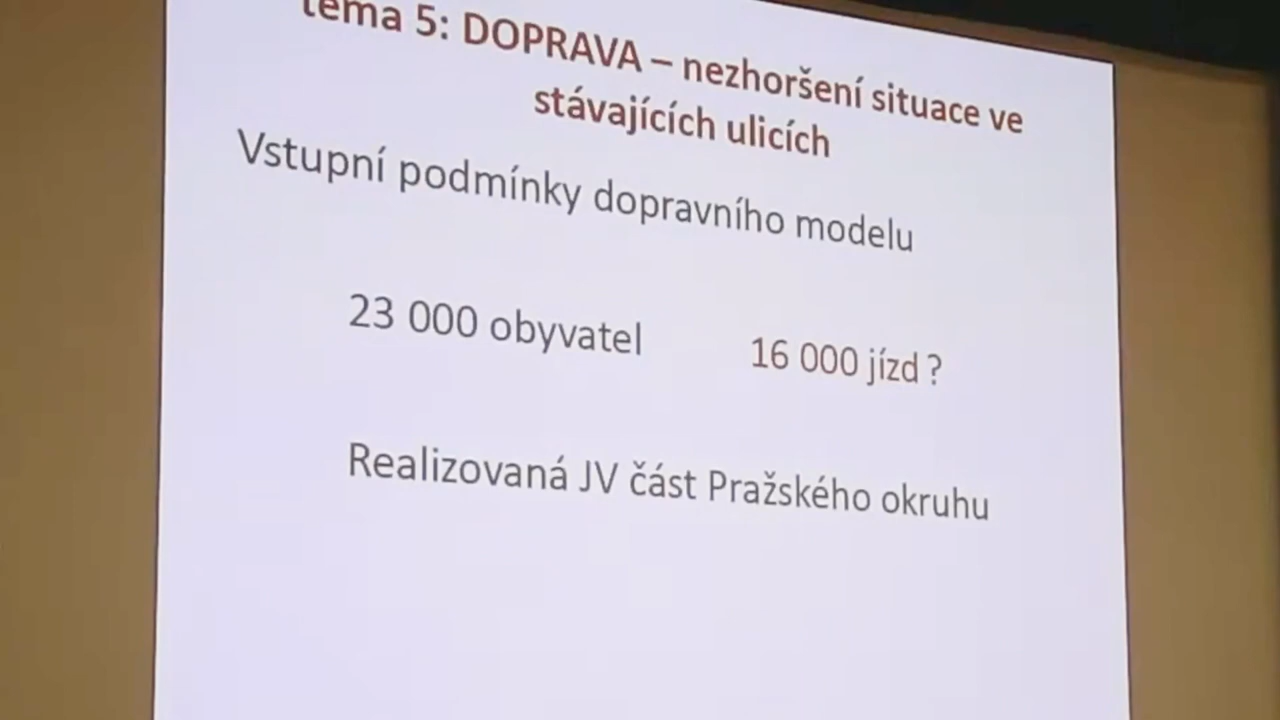 téma 5: DOPRAVA – nezhoršení situace ve
stávajících ulicích
Vstupní podmínky dopravního modelu
23 000 obyvatel 16 000 jízd ?
Realizovaná JV část Pražského okruhu